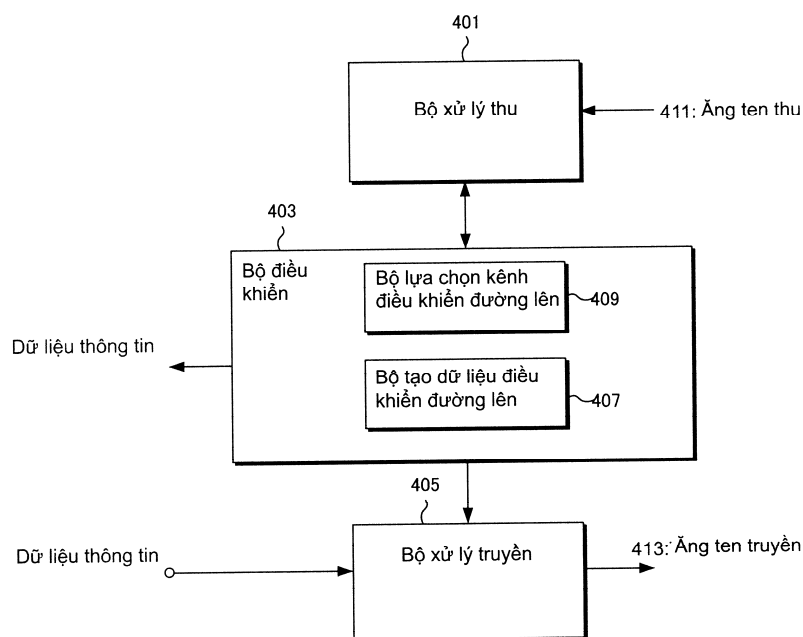 401
Bộ xử lý thu
411: Ăng ten thu
403
Bộ điều
khiển
Bộ lựa chọn kênh
điều khiển đường lên
409
Dữ liệu thông tin
Bộ tạo dữ liệu điều
khiển đường lên
407
405
Dữ liệu thông tin
Bộ xử lý truyền
413: Ăng ten truyền